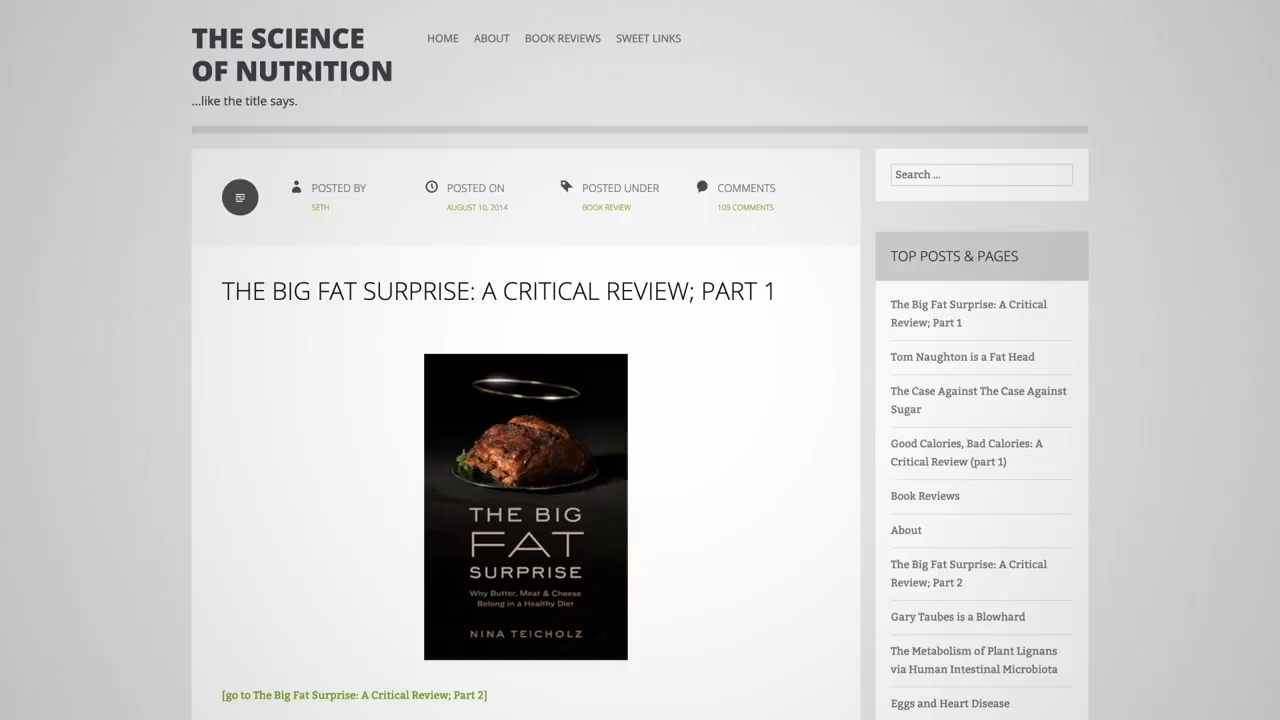 THE SCIENCE
OF NUTRITION
...like the title says.
HOME ABOUT BOOK REVIEWS SWEET LINKS
POSTED BY
SETH
POSTED ON
AUGUST 10, 2014
POSTED UNDER
BOOK REVIEW
COMMENTS
109 COMMENTS
THE BIG FAT SURPRISE: A CRITICAL REVIEW; PART 1
THE BIG
FAT
SURPRISE
Why Butter, Meat & Cheese
Belong in a Healthy Diet
NINA TEICHOLZ
[go to The Big Fat Surprise: A Critical Review; Part 2]
Search ...
TOP POSTS & PAGES
The Big Fat Surprise: A Critical
Review; Part 1
Tom Naughton is a Fat Head
The Case Against The Case Against
Sugar
Good Calories, Bad Calories: A
Critical Review (part 1)
Book Reviews
About
The Big Fat Surprise: A Critical
Review; Part 2
Gary Taubes is a Blowhard
The Metabolism of Plant Lignans
via Human Intestinal Microbiota
Eggs and Heart Disease